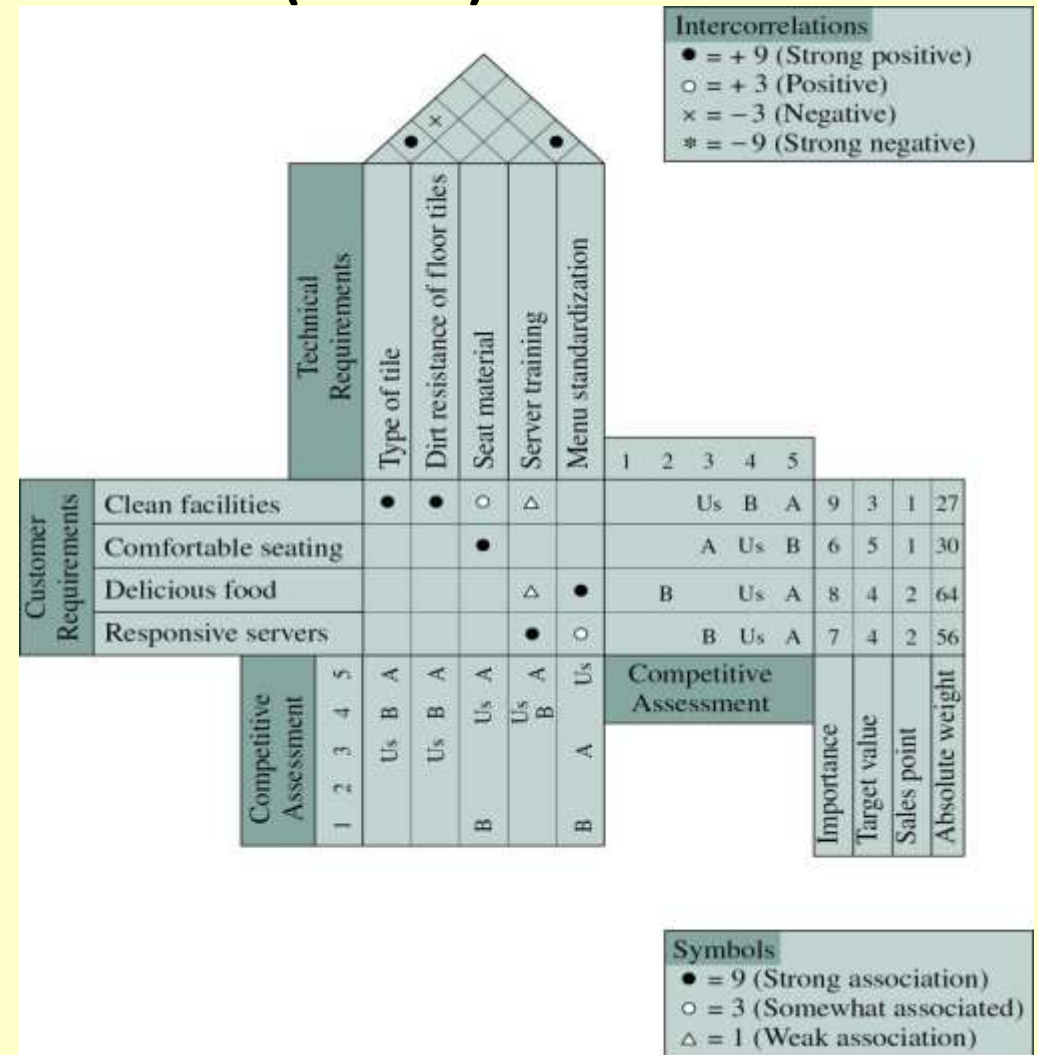 Intercorrelations
● = + 9 (Strong positive)
○ = + 3 (Positive)
× = − 3 (Negative)
* = − 9 (Strong negative)
Technical
Requirements
Type of tile
Dirt resistance of floor tiles
Seat material
Server training
Menu standardization
1 2 3 4 5
Customer
Requirements
Clean facilities ● ● ○ △ Us B A 9 3 1 27
Comfortable seating ● A Us B 6 5 1 30
Delicious food △ ● B Us A 8 4 2 64
Responsive servers ● ○ B Us A 7 4 2 56
Competitive
Assessment
1 2 3 4 5
Us B A
Us B A
B Us A
Us B A
B A Us
Competitive
Assessment
Importance
Target value
Sales point
Absolute weight
Symbols
● = 9 (Strong association)
○ = 3 (Somewhat associated)
△ = 1 (Weak association)